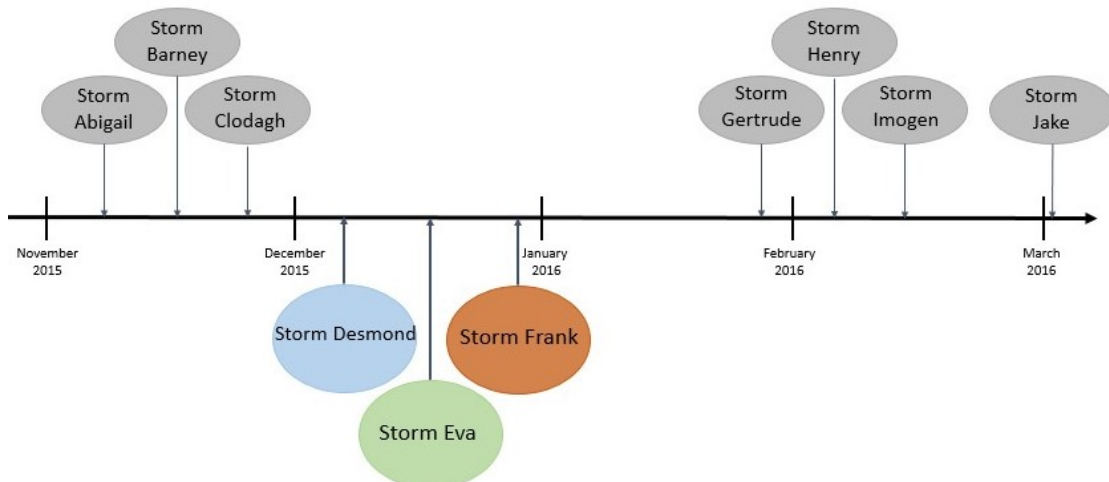 Storm
Barney
Storm
Henry
Storm
Abigail
Storm
Clodagh
Storm
Gertrude
Storm
Imogen
Storm
Jake
November
2015
December
2015
January
2016
February
2016
March
2016
Storm Desmond
Storm Frank
Storm Eva